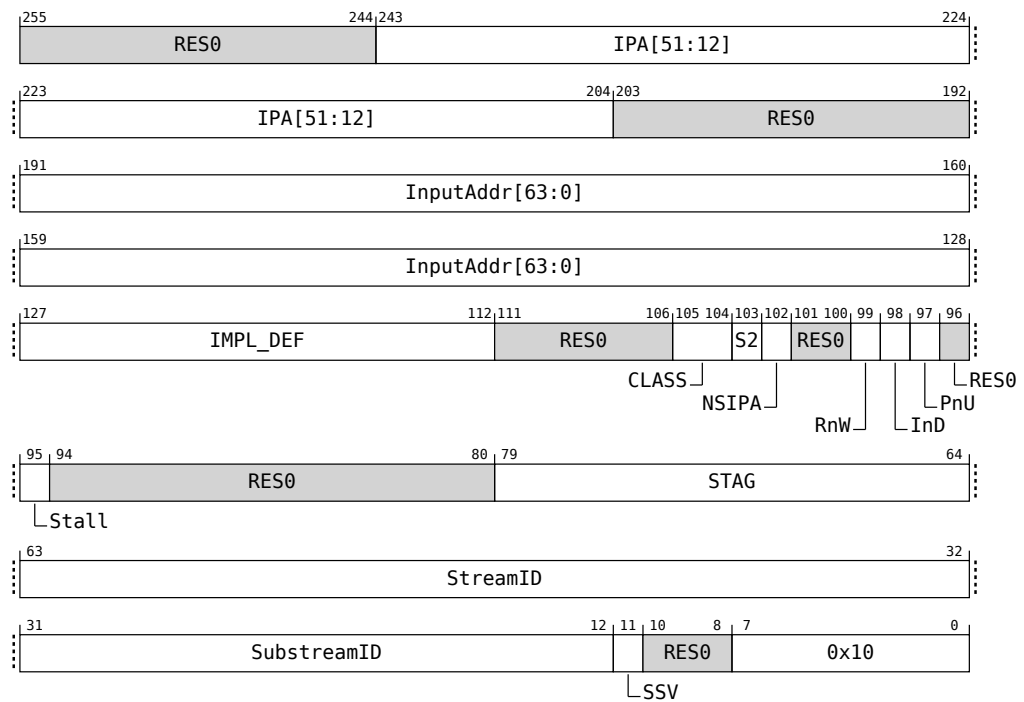 255 244 243 224
RES0 IPA[51:12]
223 204 203 192
IPA[51:12] RES0
191 160
InputAddr[63:0]
159 128
InputAddr[63:0]
127 112 111 106 105 104 103 102 101 100 99 98 97 96
IMPL_DEF RES0 S2 RES0
CLASS RES0
NSIPA PnU
RnW InD
95 94 80 79 64
RES0 STAG
Stall
63 32
StreamID
31 12 11 10 8 7 0
SubstreamID RES0 0x10
SSV